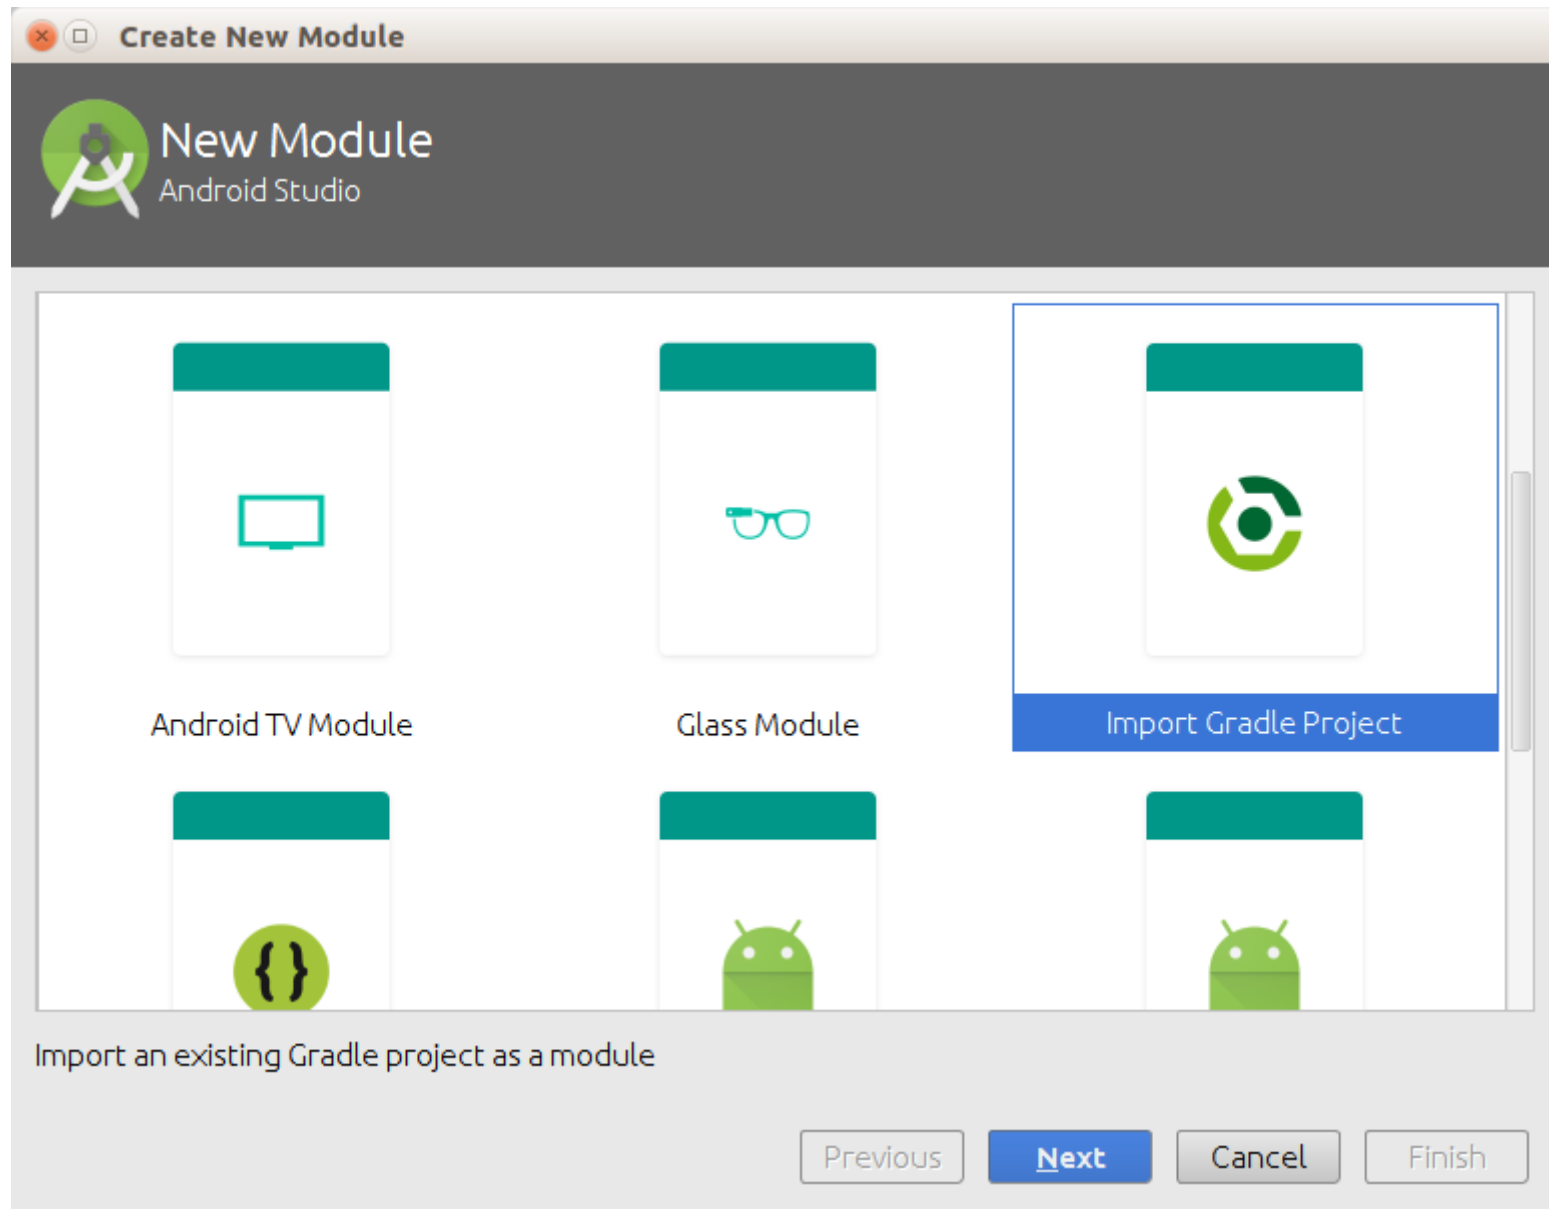 Create New Module
New Module
Android Studio
Android TV Module
Glass Module
Import Gradle Project
{}
Import an existing Gradle project as a module
Previous
Next
Cancel
Finish